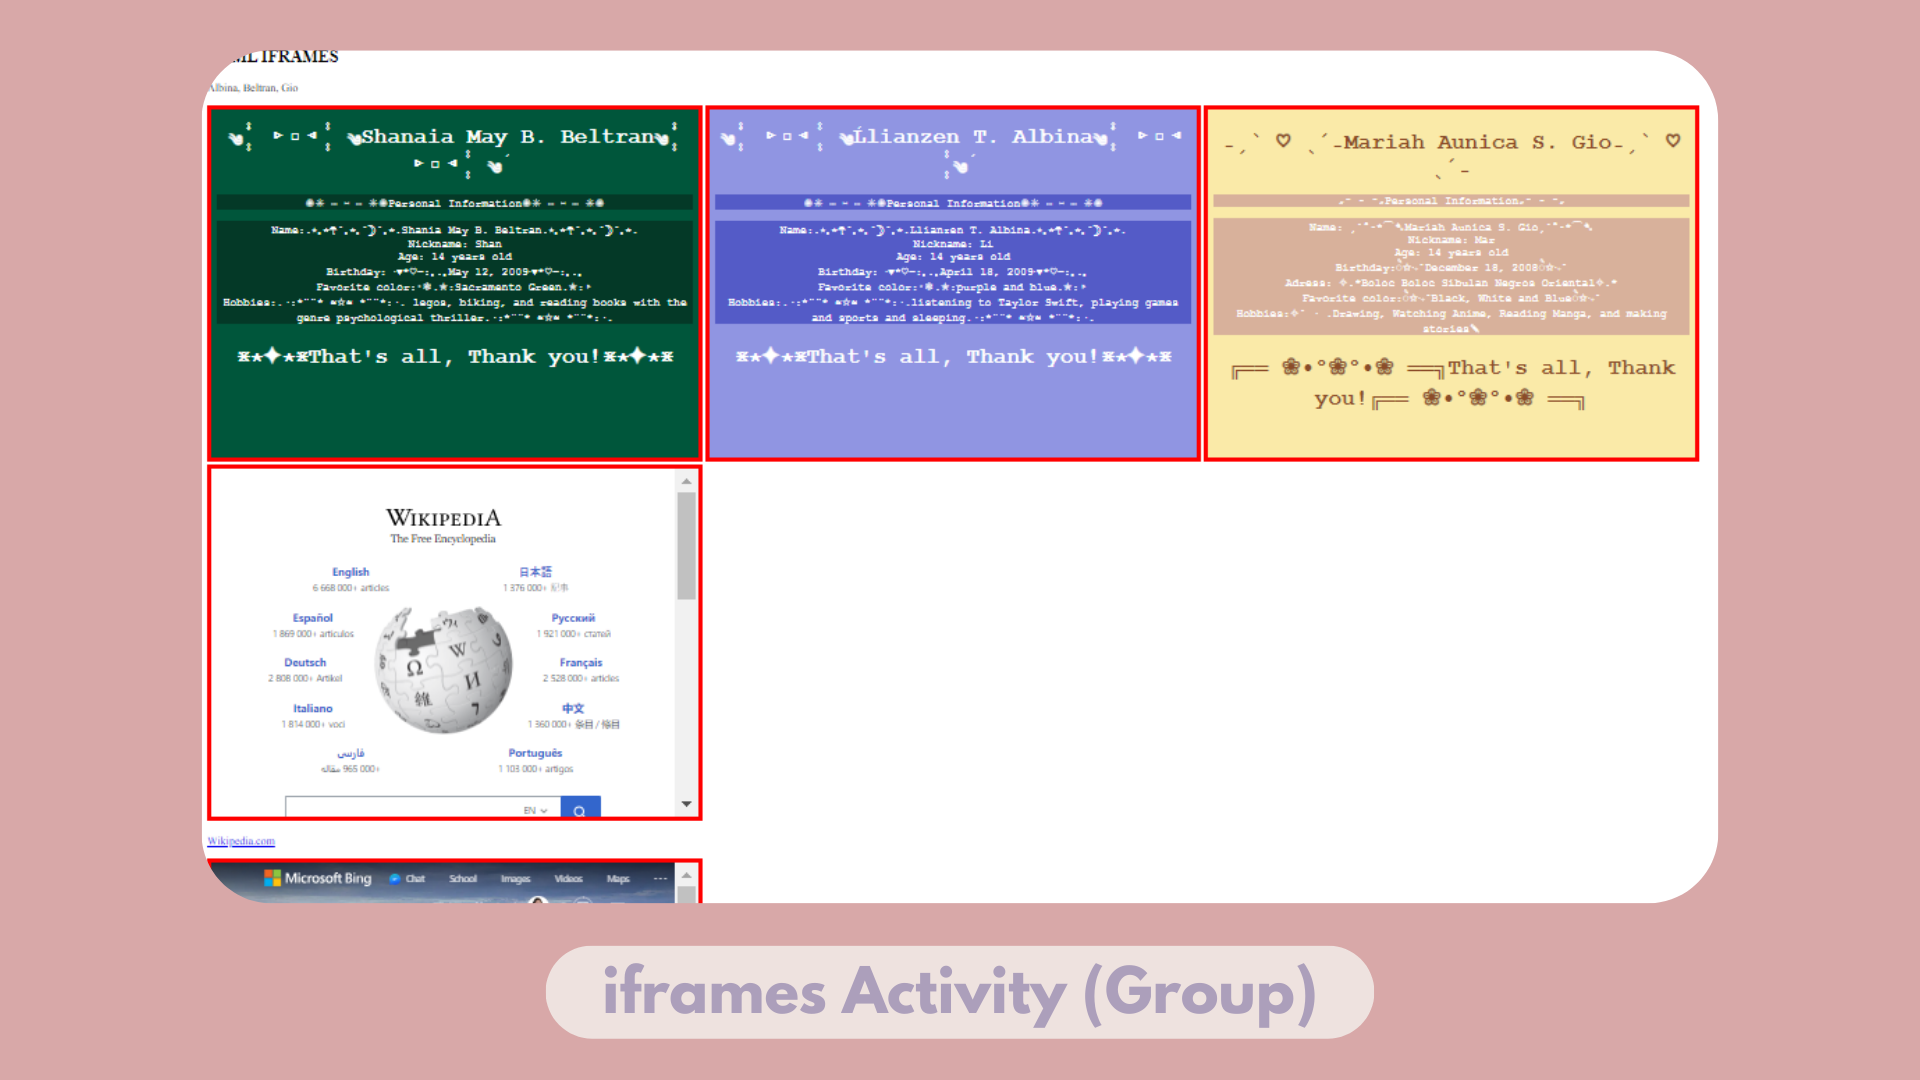 ML IFRAMES
Albina, Beltran, Gio
Shanaia May B. Beltran
Personal Information
Name: Shania May B. Beltran
Nickname: Shan
Age: 14 years old
Birthday: May 12, 2009
Favorite color: Sacramento Green
Hobbies: legos, biking, and reading books with the
genre psychological thriller.
That's all, Thank you!
Llianzen T. Albina
Personal Information
Name: Llianzen T. Albina
Nickname: Li
Age: 14 years old
Birthday: April 18, 2009
Favorite color: purple and blue
Hobbies: listening to Taylor Swift, playing games
and sports and sleeping.
That's all, Thank you!
Mariah Aunica S. Gio
Personal Information
Name: Mariah Aunica S. Gio
Nickname: Mar
Age: 14 years old
Birthday: December 18, 2008
Adress: Boloc Boloc Sibulan Negros Oriental
Favorite color: Black, White and Blue
Hobbies: Drawing, Watching Anime, Reading Manga, and making
stories
That's all, Thank
you!
WIKIPEDIA
The Free Encyclopedia
English
6 668 000+ articles
日本語
1 376 000+ 記事
Español
1 869 000+ artículos
Русский
1 921 000+ статей
Deutsch
2 808 000+ Artikel
Français
2 528 000+ articles
Italiano
1 814 000+ voci
中文
1 360 000+ 条目 / 條目
فارسی
۹65 000+ مقاله
Português
1 103 000+ artigos
EN
Wikipedia.com
Microsoft Bing
Chat
School
Images
Videos
Maps
iframes Activity (Group)